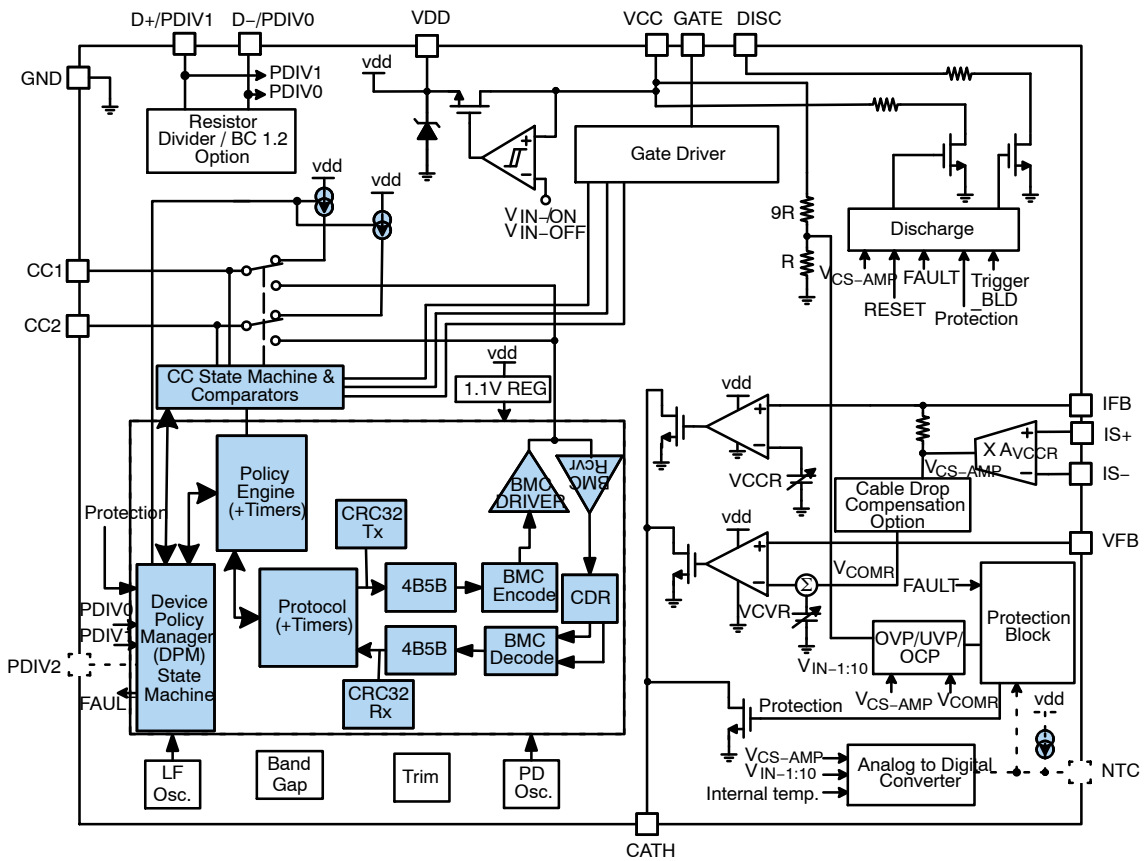 D+/PDIV1
D−/PDIV0
VDD
VCC
GATE
DISC
GND
PDIV1
PDIV0
vdd
Resistor
Divider / BC 1.2
Option
Gate Driver
vdd
vdd
VIN−/ON
VIN−OFF
9R
R
Discharge
VCS−AMP
FAULT
RESET
Trigger
_BLD
Protection
CC1
CC2
CC State Machine &
Comparators
vdd
1.1V REG
vdd
IFB
IS+
IS−
X AVCCR
VCS−AMP
VCCR
Cable Drop
Compensation
Option
vdd
VFB
VCOMR
Σ
VCVR
VIN−1:10
FAULT
Protection
Block
OVP/UVP/
OCP
VCS−AMP
VCOMR
vdd
Policy
Engine
(+Timers)
BMC
DRIVER
BMC
Rcvr
CRC32
Tx
Protection
Protocol
(+Timers)
4B5B
BMC
Encode
CDR
4B5B
BMC
Decode
CRC32
Rx
Device
Policy
Manager
(DPM)
State
Machine
PDIV0
PDIV1
PDIV2
FAUL
Protection
LF
Osc.
Band
Gap
Trim
PD
Osc.
VCS−AMP
VIN−1:10
Internal temp.
Analog to Digital
Converter
NTC
CATH